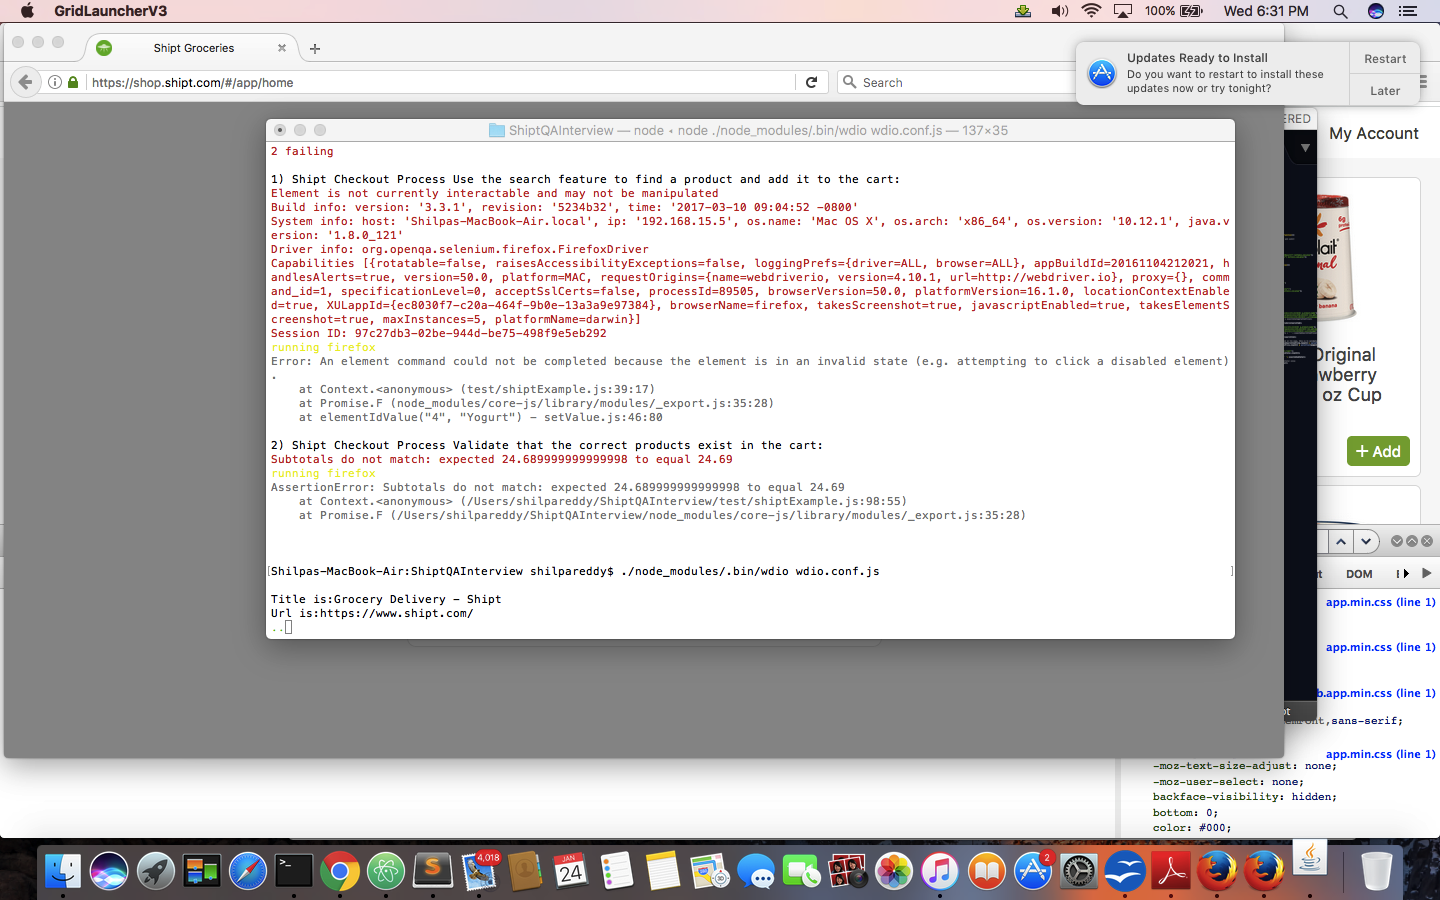 GridLauncherV3
100%
Wed 6:31 PM
Shipt Groceries
https://shop.shipt.com/#/app/home
Search
Updates Ready to Install
Do you want to restart to install these
updates now or try tonight?
Restart
Later
ShiptQAInterview — node ◂ node ./node_modules/.bin/wdio wdio.conf.js — 137×35
2 failing
1) Shipt Checkout Process Use the search feature to find a product and add it to the cart:
Element is not currently interactable and may not be manipulated
Build info: version: '3.3.1', revision: '5234b32', time: '2017-03-10 09:04:52 -0800'
System info: host: 'Shilpas-MacBook-Air.local', ip: '192.168.15.5', os.name: 'Mac OS X', os.arch: 'x86_64', os.version: '10.12.1', java.v
ersion: '1.8.0_121'
Driver info: org.openqa.selenium.firefox.FirefoxDriver
Capabilities [{rotatable=false, raisesAccessibilityExceptions=false, loggingPrefs={driver=ALL, browser=ALL}, appBuildId=20161104212021, h
andlesAlerts=true, version=50.0, platform=MAC, requestOrigins={name=webdriverio, version=4.10.1, url=http://webdriver.io}, proxy={}, comm
and_id=1, specificationLevel=0, acceptSslCerts=false, processId=89505, browserVersion=50.0, platformVersion=16.1.0, locationContextEnable
d=true, XULappId={ec8030f7-c20a-464f-9b0e-13a3a9e97384}, browserName=firefox, takesScreenshot=true, javascriptEnabled=true, takesElementS
creenshot=true, maxInstances=5, platformName=darwin}]
Session ID: 97c27db3-02be-944d-be75-498f9e5eb292
running firefox
Error: An element command could not be completed because the element is in an invalid state (e.g. attempting to click a disabled element)
.
at Context.<anonymous> (test/shiptExample.js:39:17)
at Promise.F (node_modules/core-js/library/modules/_export.js:35:28)
at elementIdValue("4", "Yogurt") - setValue.js:46:80
2) Shipt Checkout Process Validate that the correct products exist in the cart:
Subtotals do not match: expected 24.689999999999998 to equal 24.69
running firefox
AssertionError: Subtotals do not match: expected 24.689999999999998 to equal 24.69
at Context.<anonymous> (/Users/shilpareddy/ShiptQAInterview/test/shiptExample.js:98:55)
at Promise.F (/Users/shilpareddy/ShiptQAInterview/node_modules/core-js/library/modules/_export.js:35:28)
[Shilpas-MacBook-Air:ShiptQAInterview shilpareddy$ ./node_modules/.bin/wdio wdio.conf.js ]
Title is:Grocery Delivery - Shipt
Url is:https://www.shipt.com/
..
ERED
My Account
Original
wberry
oz Cup
+ Add
DOM
app.min.css (line 1)
app.min.css (line 1)
b.app.min.css (line 1)
,sans-serif;
app.min.css (line 1)
-moz-text-size-adjust: none;
-moz-user-select: none;
backface-visibility: hidden;
bottom: 0;
color: #000;
4,018
JAN
24
2